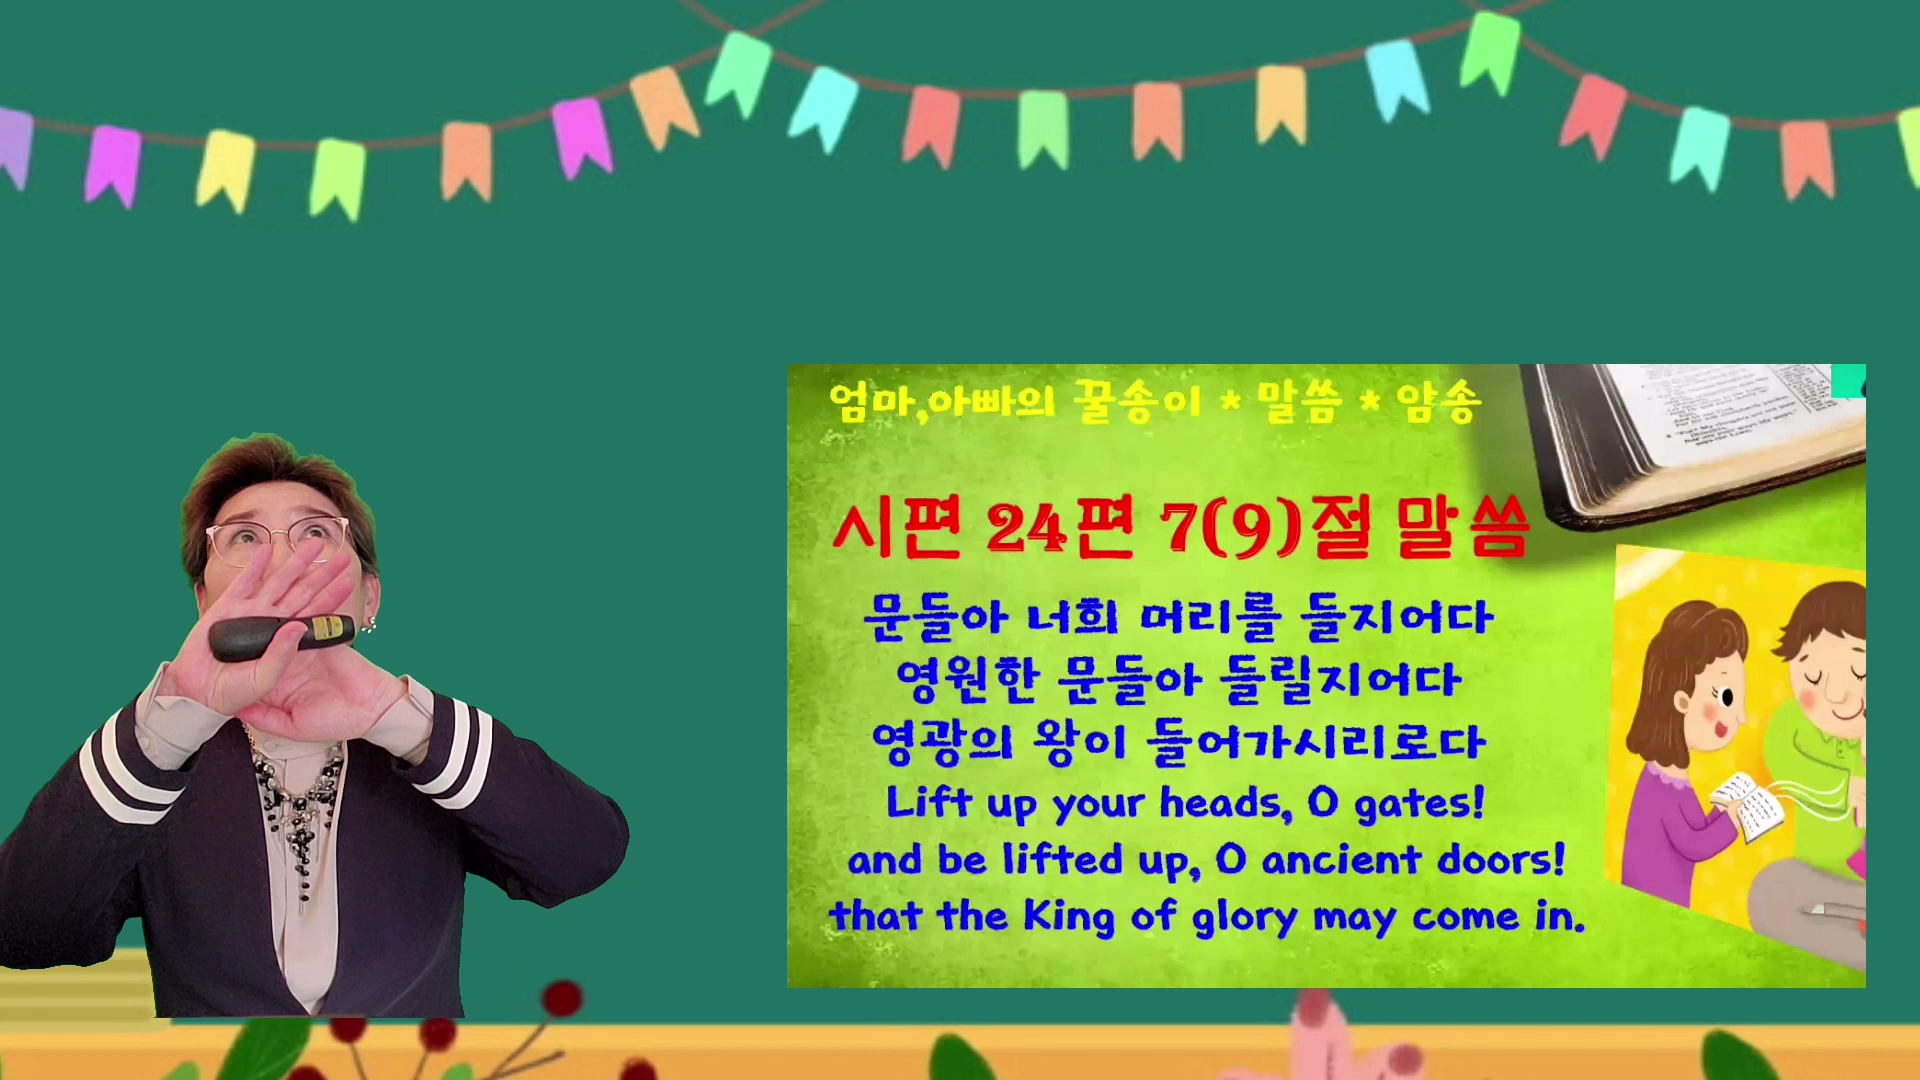 엄마,아빠의 꿀송이 * 말씀 * 암송
시편 24편 7(9)절 말씀
문들아 너희 머리를 들지어다
영원한 문들아 들릴지어다
영광의 왕이 들어가시리로다
Lift up your heads, O gates!
and be lifted up, O ancient doors!
that the King of glory may come in.